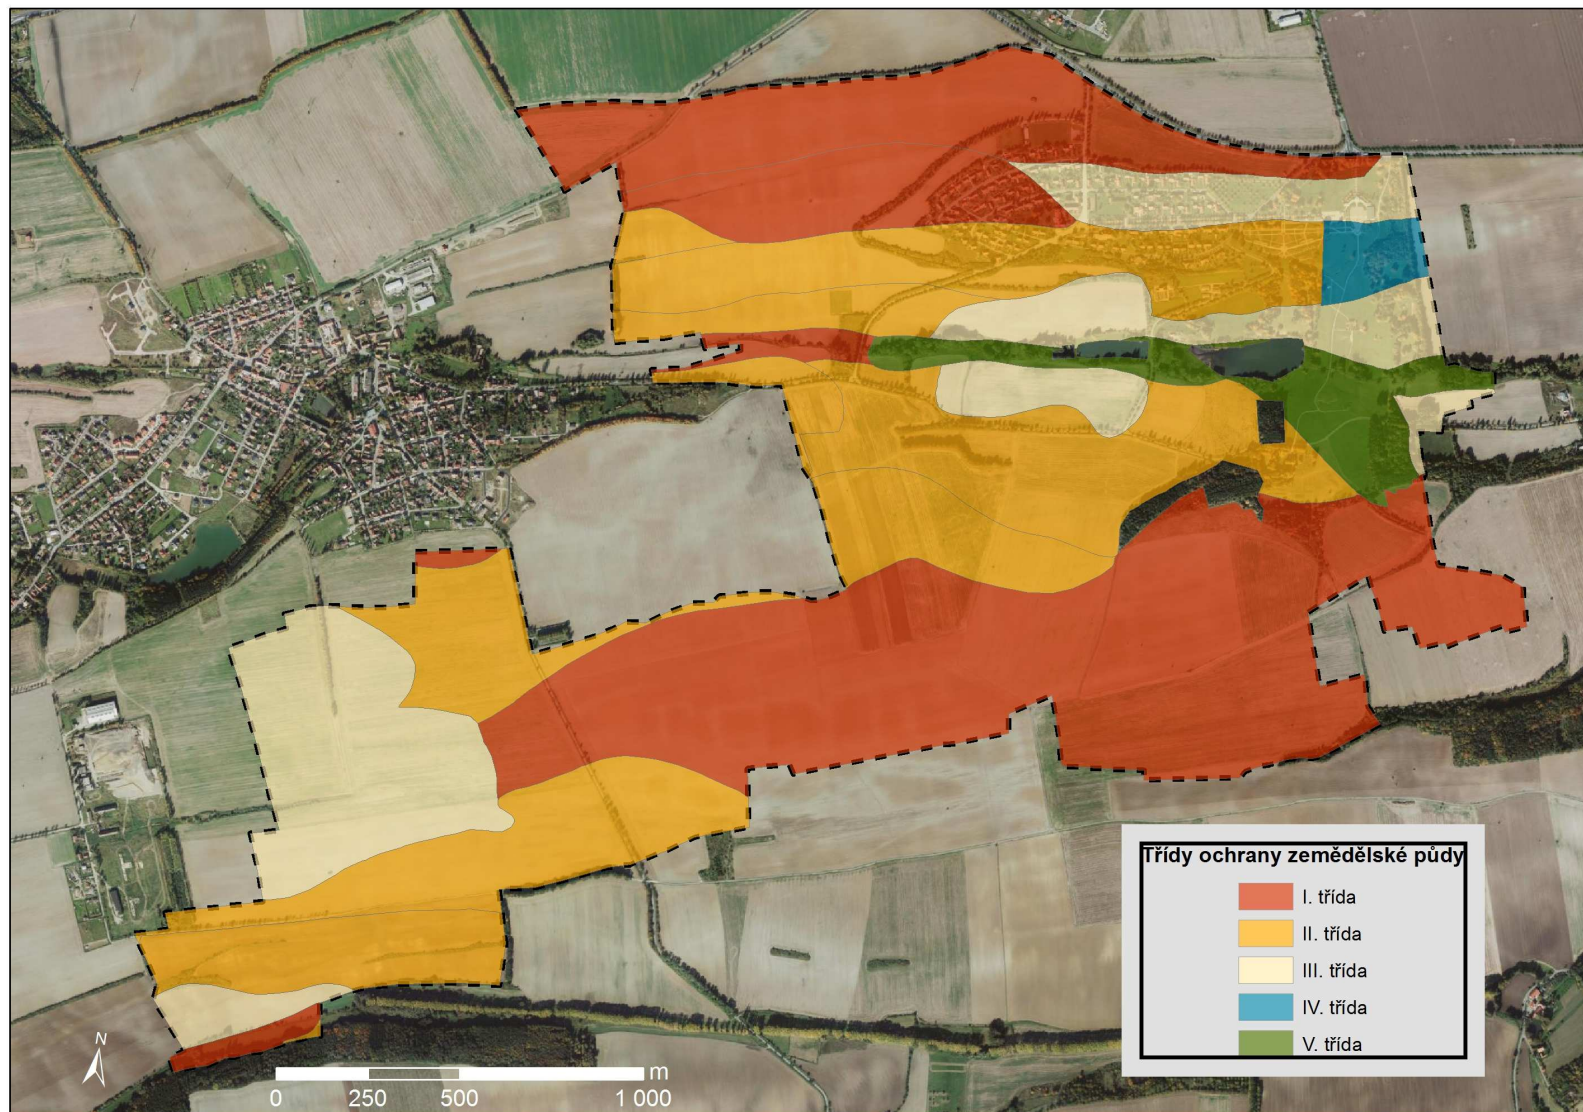 Třídy ochrany zemědělské půdy
I. třída
II. třída
III. třída
IV. třída
V. třída
N
m
0 250 500 1 000